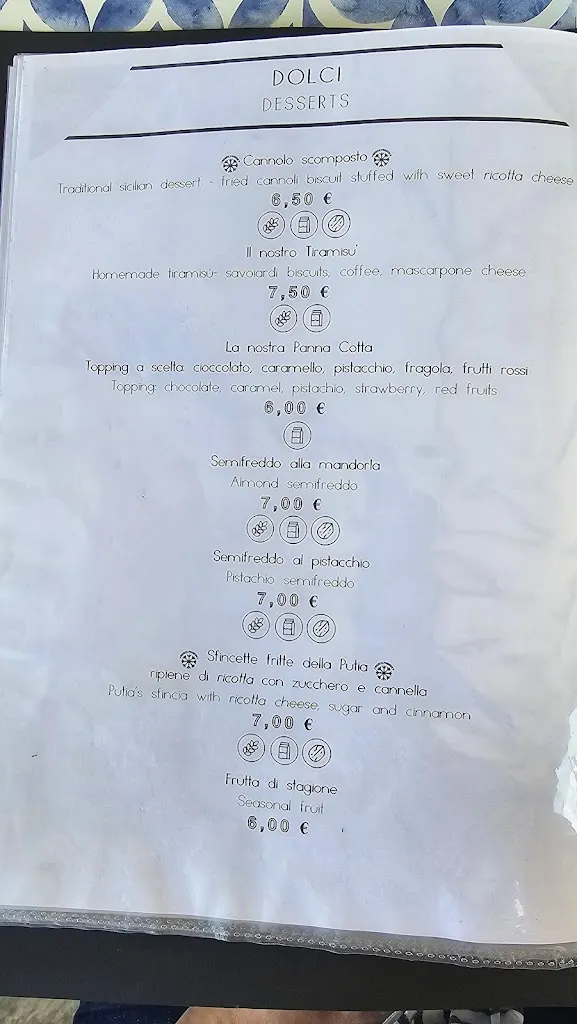 DOLCI
DESSERTS
Cannolo scomposto
Traditional sicilian dessert - fried cannoli biscuit stuffed with sweet ricotta cheese
6,50 €
Il nostro Tiramisu'
Homemade tiramisù- savoiardi biscuits, coffee, mascarpone cheese
7,50 €
La nostra Panna Cotta
Topping a scelta: cioccolato, caramello, pistacchio, fragola, frutti rossi
Topping: chocolate, caramel, pistachio, strawberry, red fruits
6,00 €
Semifreddo alla mandorla
Almond semifreddo
7,00 €
Semifreddo al pistacchio
Pistachio semifreddo
7,00 €
Sfincette fritte della Putia
ripiene di ricotta con zucchero e cannella
Putia's sfincia with ricotta cheese, sugar and cinnamon
7,00 €
Frutta di stagione
Seasonal fruit
6,00 €